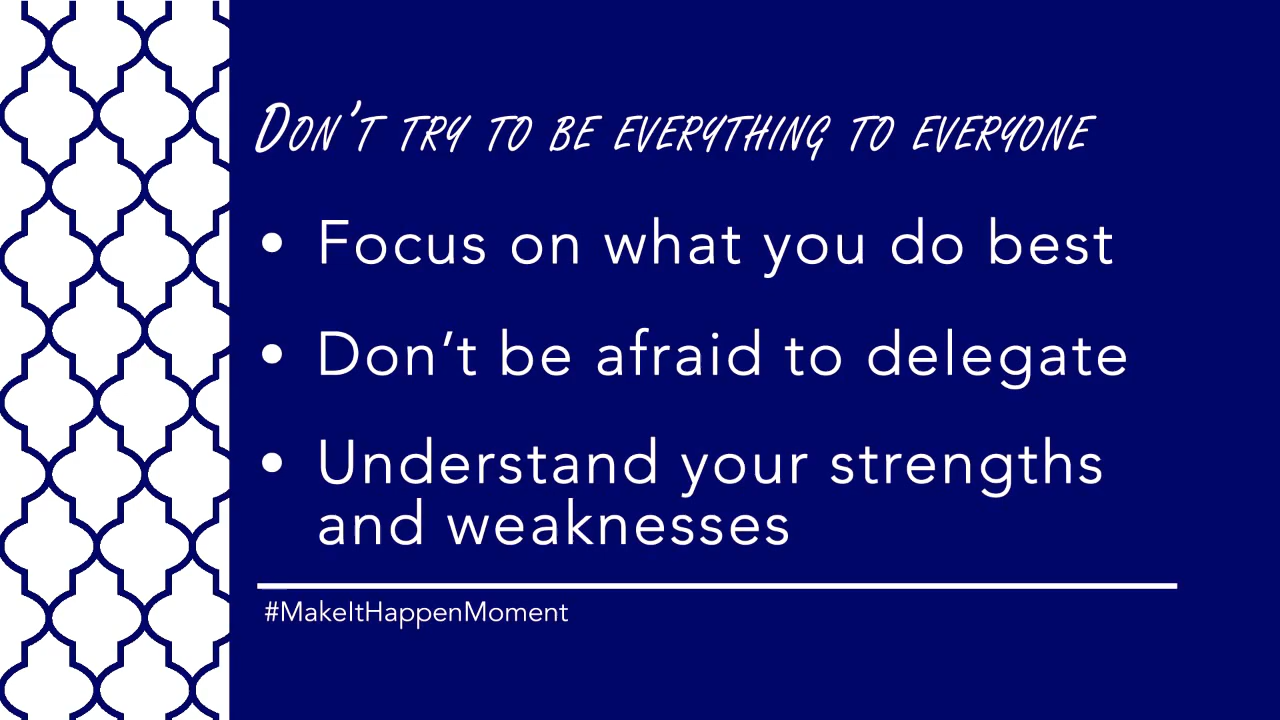 Don’t try to be everything to everyone
• Focus on what you do best
• Don’t be afraid to delegate
• Understand your strengths
and weaknesses
#MakeItHappenMoment